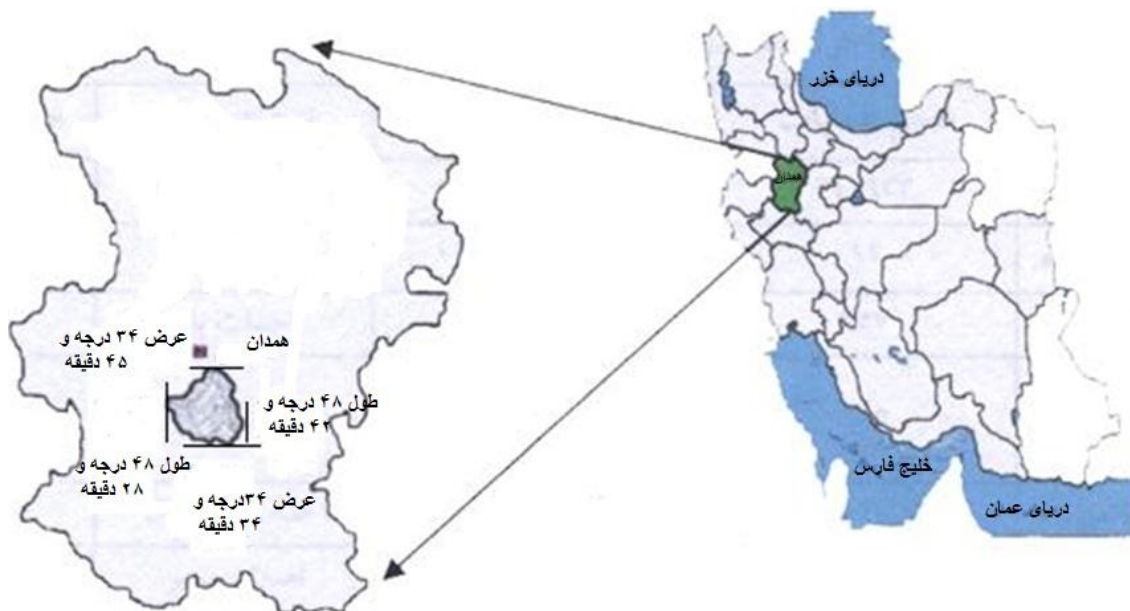 دریای خزر
همدان
خلیج فارس
دریای عمان
عرض ۳۴ درجه و
۴۵ دقیقه
همدان
طول ۴۸ درجه و
۴۲ دقیقه
طول ۴۸ درجه و
۲۸ دقیقه
عرض ۳۴درجه و
۳۴ دقیقه